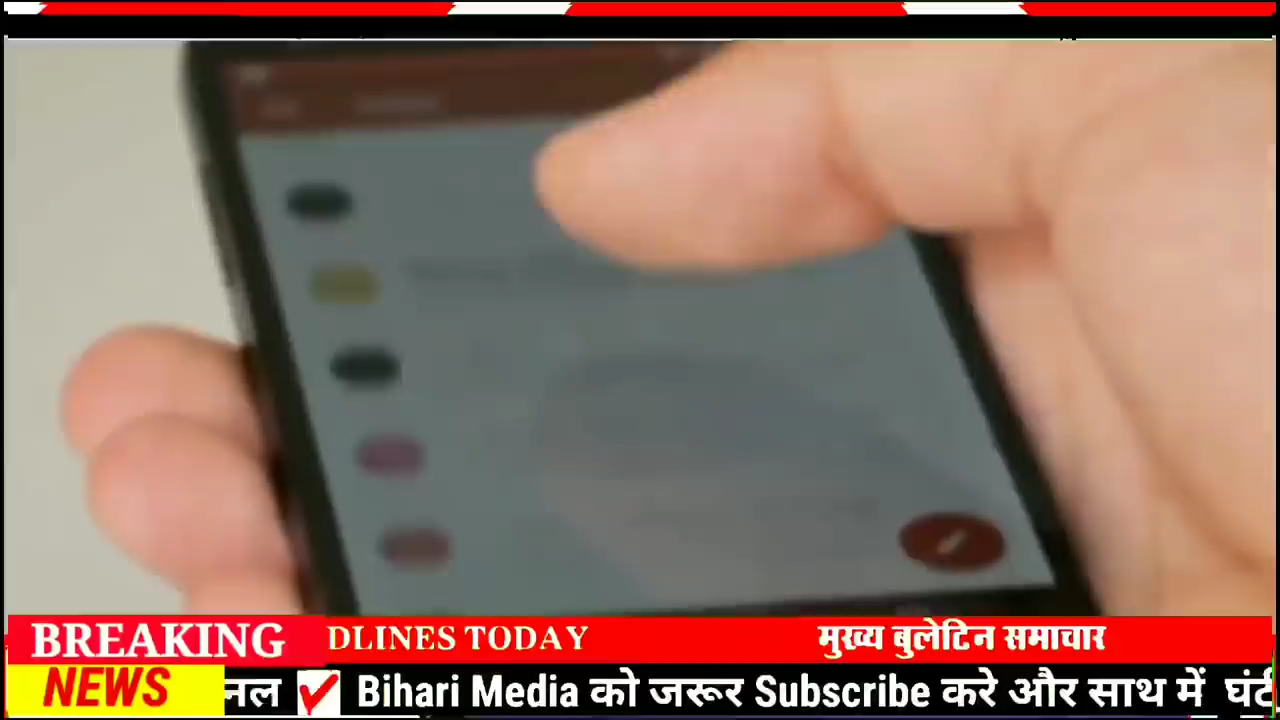 BREAKING
DLINES TODAY
मुख्य बुलेटिन समाचार
NEWS
नल ✔ Bihari Media को जरूर Subscribe करे और साथ में घंटी